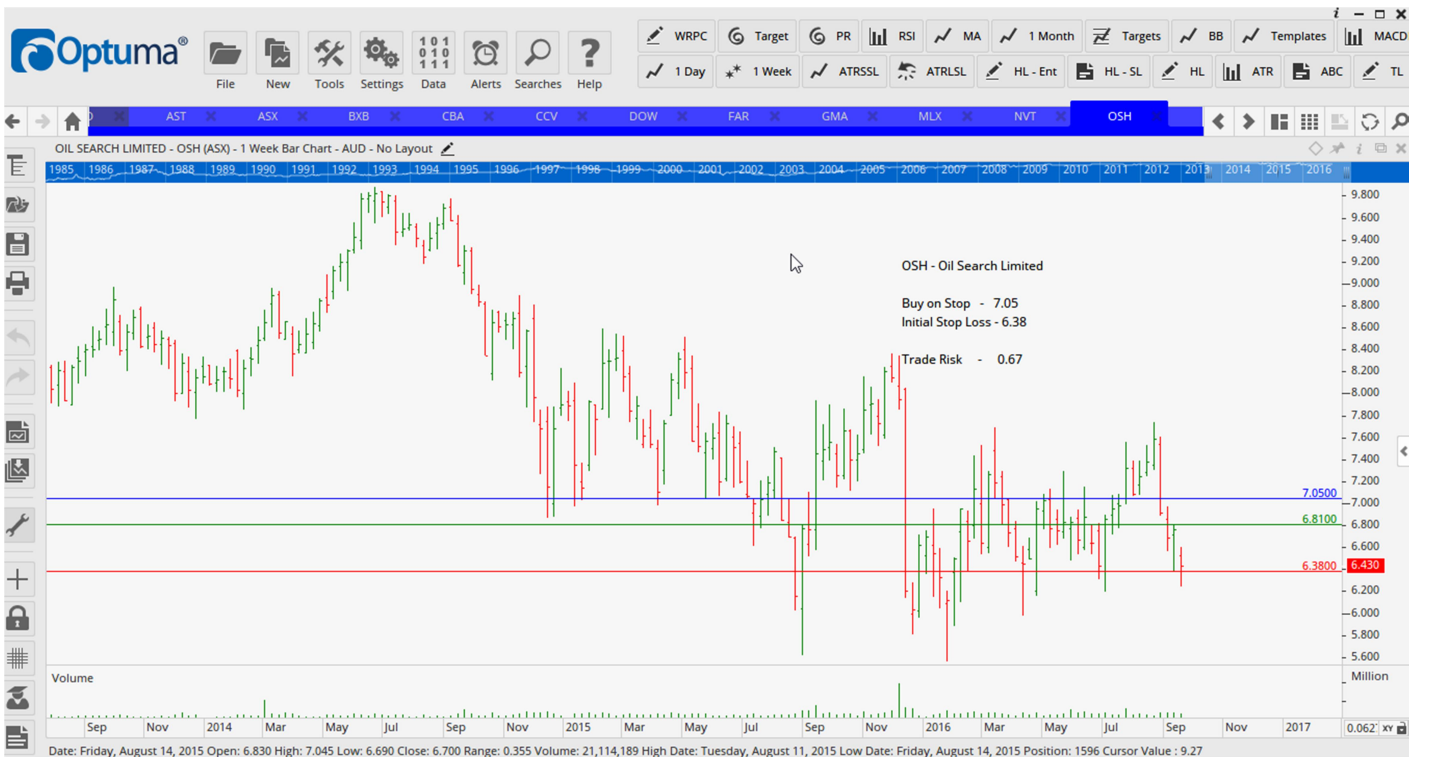 Optuma®
File New Tools Settings Data Alerts Searches Help
101
010
111
WRPC Target PR RSI MA 1 Month Targets BB Templates MACD
1 Day 1 Week ATRSSL ATRLSL HL - Ent HL - SL HL ATR ABC TL
AST ASX BXB CBA CCV DOW FAR GMA MLX NVT OSH
OIL SEARCH LIMITED - OSH (ASX) - 1 Week Bar Chart - AUD - No Layout
1985 1986 1987 1988 1989 1990 1991 1992 1993 1994 1995 1996 1997 1998 1999 2000 2001 2002 2003 2004 2005 2006 2007 2008 2009 2010 2011 2012 2013 2014 2015 2016
9.800
9.600
9.400
9.200
9.000
8.800
8.600
8.400
8.200
8.000
7.800
7.600
7.400
7.200
7.000
6.800
6.600
6.430
6.200
6.000
5.800
5.600
OSH - Oil Search Limited
Buy on Stop - 7.05
Initial Stop Loss - 6.38
Trade Risk - 0.67
7.0500
6.8100
6.3800
Volume
Million
Sep Nov 2014 Mar May Jul Sep Nov 2015 Mar May Jul Sep Nov 2016 Mar May Jul Sep Nov 2017 XY
Date: Friday, August 14, 2015 Open: 6.830 High: 7.045 Low: 6.690 Close: 6.700 Range: 0.355 Volume: 21,114,189 High Date: Tuesday, August 11, 2015 Low Date: Friday, August 14, 2015 Position: 1596 Cursor Value : 9.27